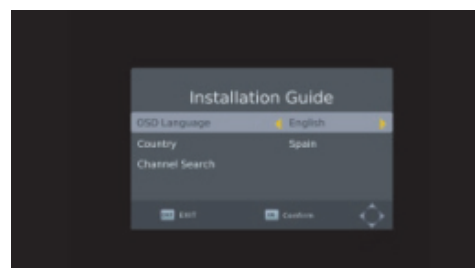 Installation Guide
OSD Language English
Country Spain
Channel Search
EXIT Confirm